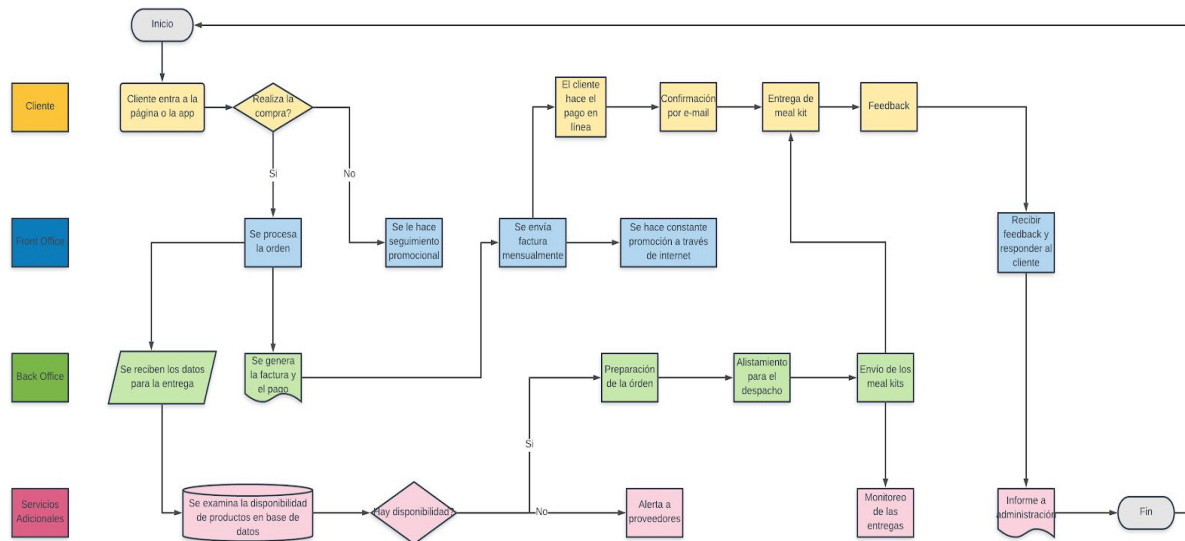 Inicio
Cliente
Cliente entra a la
página o la app
Realiza la
compra?
El cliente
hace el
pago en
línea
Confirmación
por e-mail
Entrega de
meal kit
Feedback
Si
No
Front Office
Se procesa
la orden
Se le hace
seguimiento
promocional
Se envía
factura
mensualmente
Se hace constante
promoción a través
de internet
Recibir
feedback y
responder al
cliente
Back Office
Se reciben los datos
para la entrega
Se genera
la factura y
el pago
Preparación
de la órden
Alistamiento
para el
despacho
Envío de los
meal kits
Si
Servicios
Adicionales
Se examina la disponibilidad
de productos en base de
datos
Hay disponibilidad?
No
Alerta a
proveedores
Monitoreo
de las
entregas
Informe a
administración
Fin